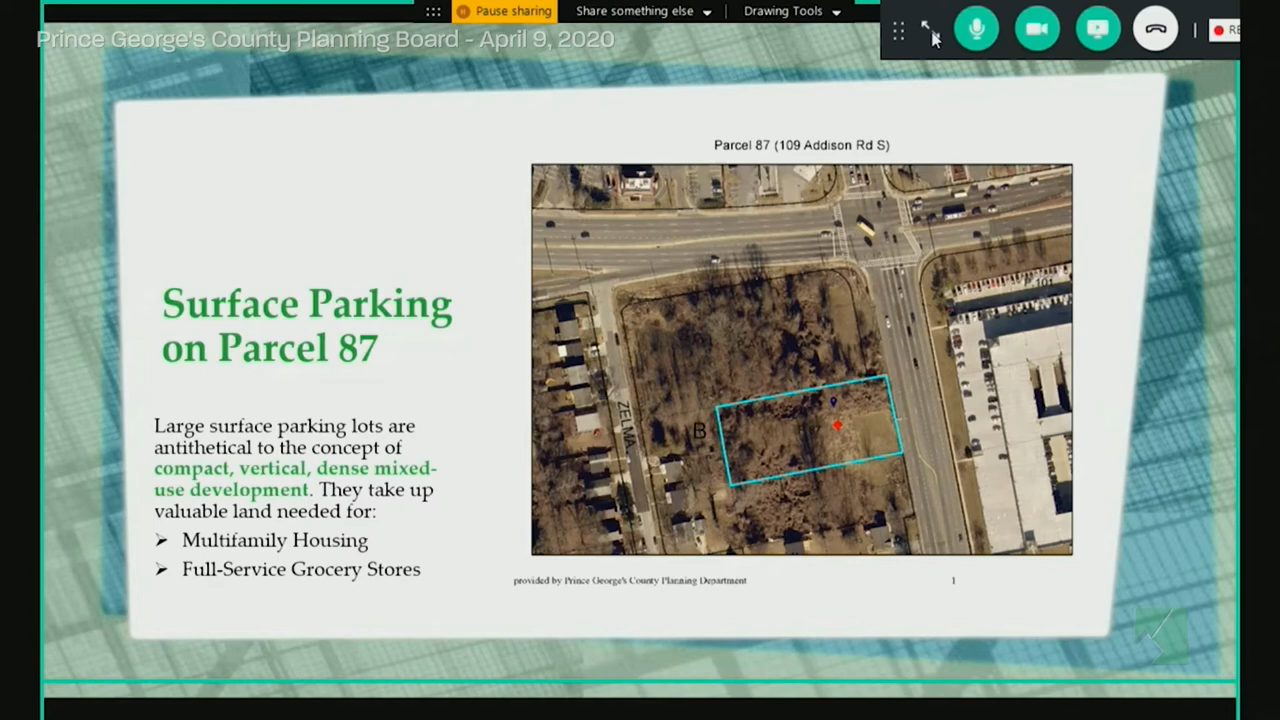 Pause sharing
Share something else
Drawing Tools
Prince George's County Planning Board - April 9, 2020
Parcel 87 (109 Addison Rd S)
Surface Parking
on Parcel 87
Large surface parking lots are
antithetical to the concept of
compact, vertical, dense mixed-
use development. They take up
valuable land needed for:
➢ Multifamily Housing
➢ Full-Service Grocery Stores
ZELMA
B
provided by Prince George's County Planning Department
1